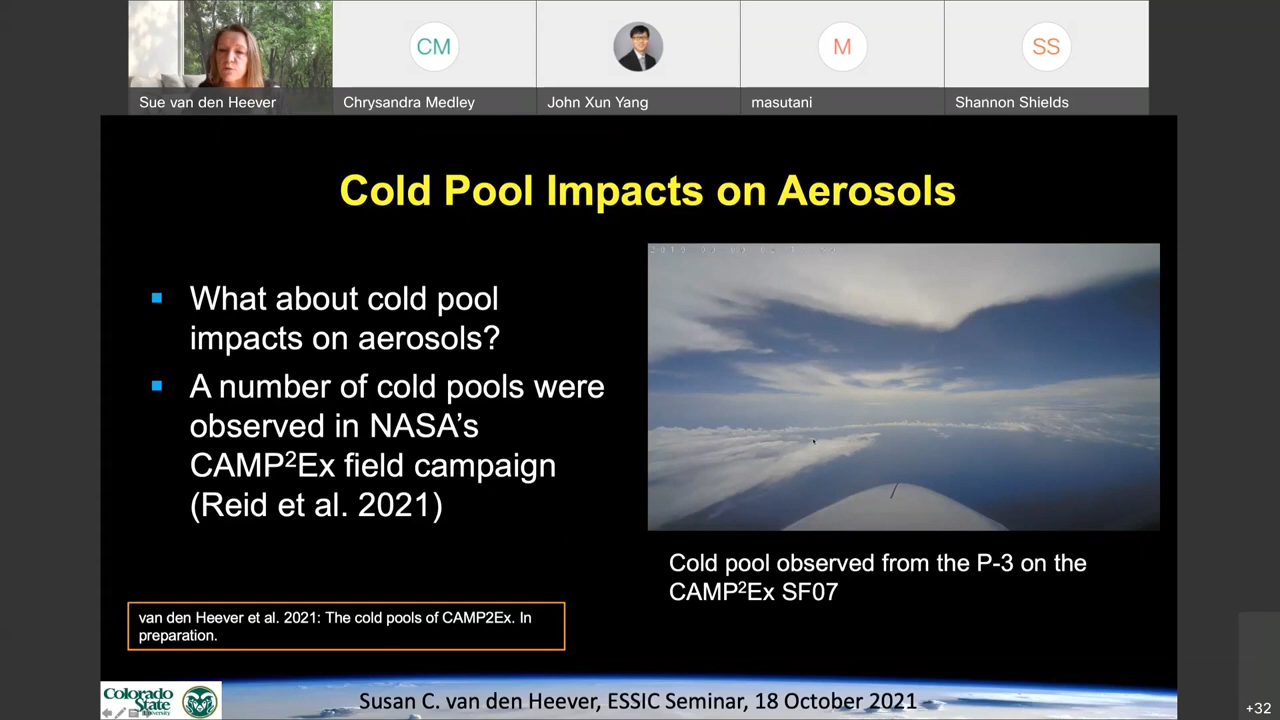 CM
M
SS
Sue van den Heever
Chrysandra Medley
John Xun Yang
masutani
Shannon Shields
Cold Pool Impacts on Aerosols
What about cold pool
impacts on aerosols?
A number of cold pools were
observed in NASA's
CAMP²Ex field campaign
(Reid et al. 2021)
Cold pool observed from the P-3 on the
CAMP²Ex SF07
van den Heever et al. 2021: The cold pools of CAMP2Ex. In
preparation.
Colorado
State
University
Susan C. van den Heever, ESSIC Seminar, 18 October 2021
+32